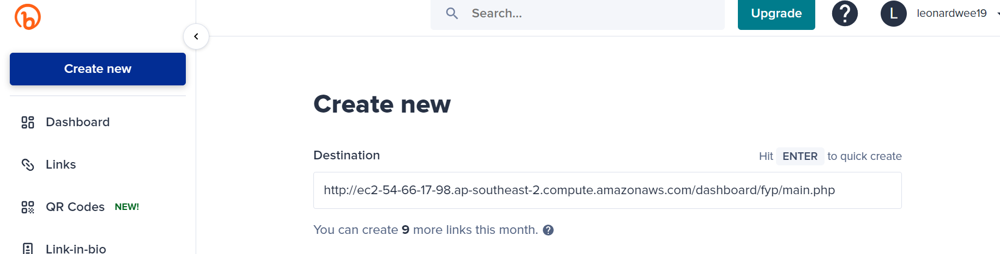 Search...
Upgrade
?
L
leonardwee19
b
Create new
Dashboard
Links
QR Codes NEW!
Link-in-bio
Create new
Destination
Hit ENTER to quick create
http://ec2-54-66-17-98.ap-southeast-2.compute.amazonaws.com/dashboard/fyp/main.php
You can create 9 more links this month. ?